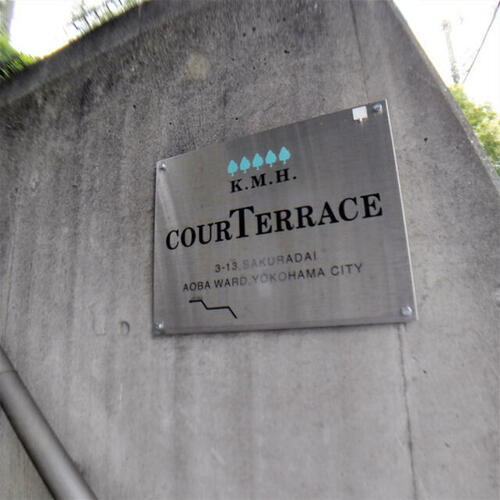 K.M.H.
COURTERRACE
3-13,SAKURADAI
AOBA WARD,YOKOHAMA CITY